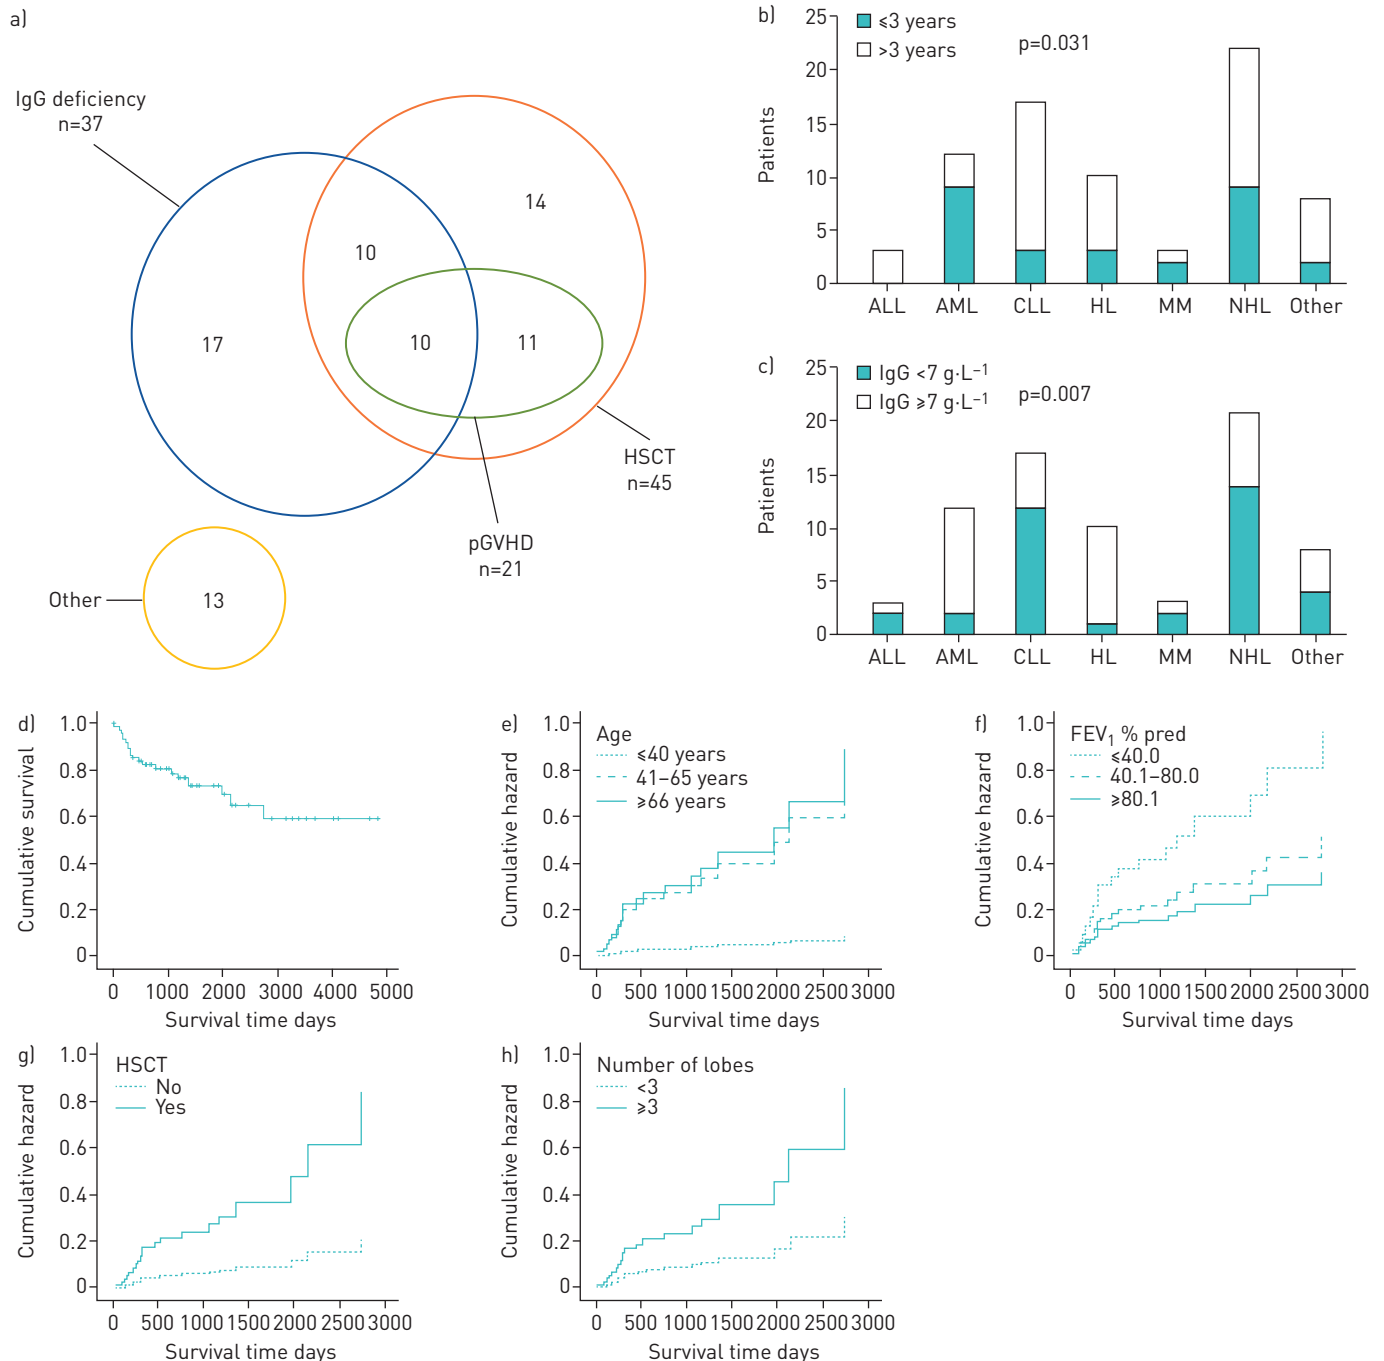 a)
IgG deficiency
n=37
14
10
17
10
11
HSCT
n=45
pGVHD
n=21
Other
13
b)
25
20
15
10
5
0
Patients
⩽3 years
>3 years
p=0.031
ALL AML CLL HL MM NHL Other
c)
25
20
15
10
5
0
Patients
IgG <7 g·L⁻¹
IgG ⩾7 g·L⁻¹
p=0.007
ALL AML CLL HL MM NHL Other
d)
1.0
0.8
0.6
0.4
0.2
0
Cumulative survival
0 1000 2000 3000 4000 5000
Survival time days
e)
1.0
0.8
0.6
0.4
0.2
0
Cumulative hazard
Age
⩽40 years
41–65 years
⩾66 years
0 500 1000 1500 2000 2500 3000
Survival time days
f)
1.0
0.8
0.6
0.4
0.2
0
Cumulative hazard
FEV₁ % pred
⩽40.0
40.1–80.0
⩾80.1
0 500 1000 1500 2000 2500 3000
Survival time days
g)
1.0
0.8
0.6
0.4
0.2
0
Cumulative hazard
HSCT
No
Yes
0 500 1000 1500 2000 2500 3000
Survival time days
h)
1.0
0.8
0.6
0.4
0.2
0
Cumulative hazard
Number of lobes
<3
⩾3
0 500 1000 1500 2000 2500 3000
Survival time days